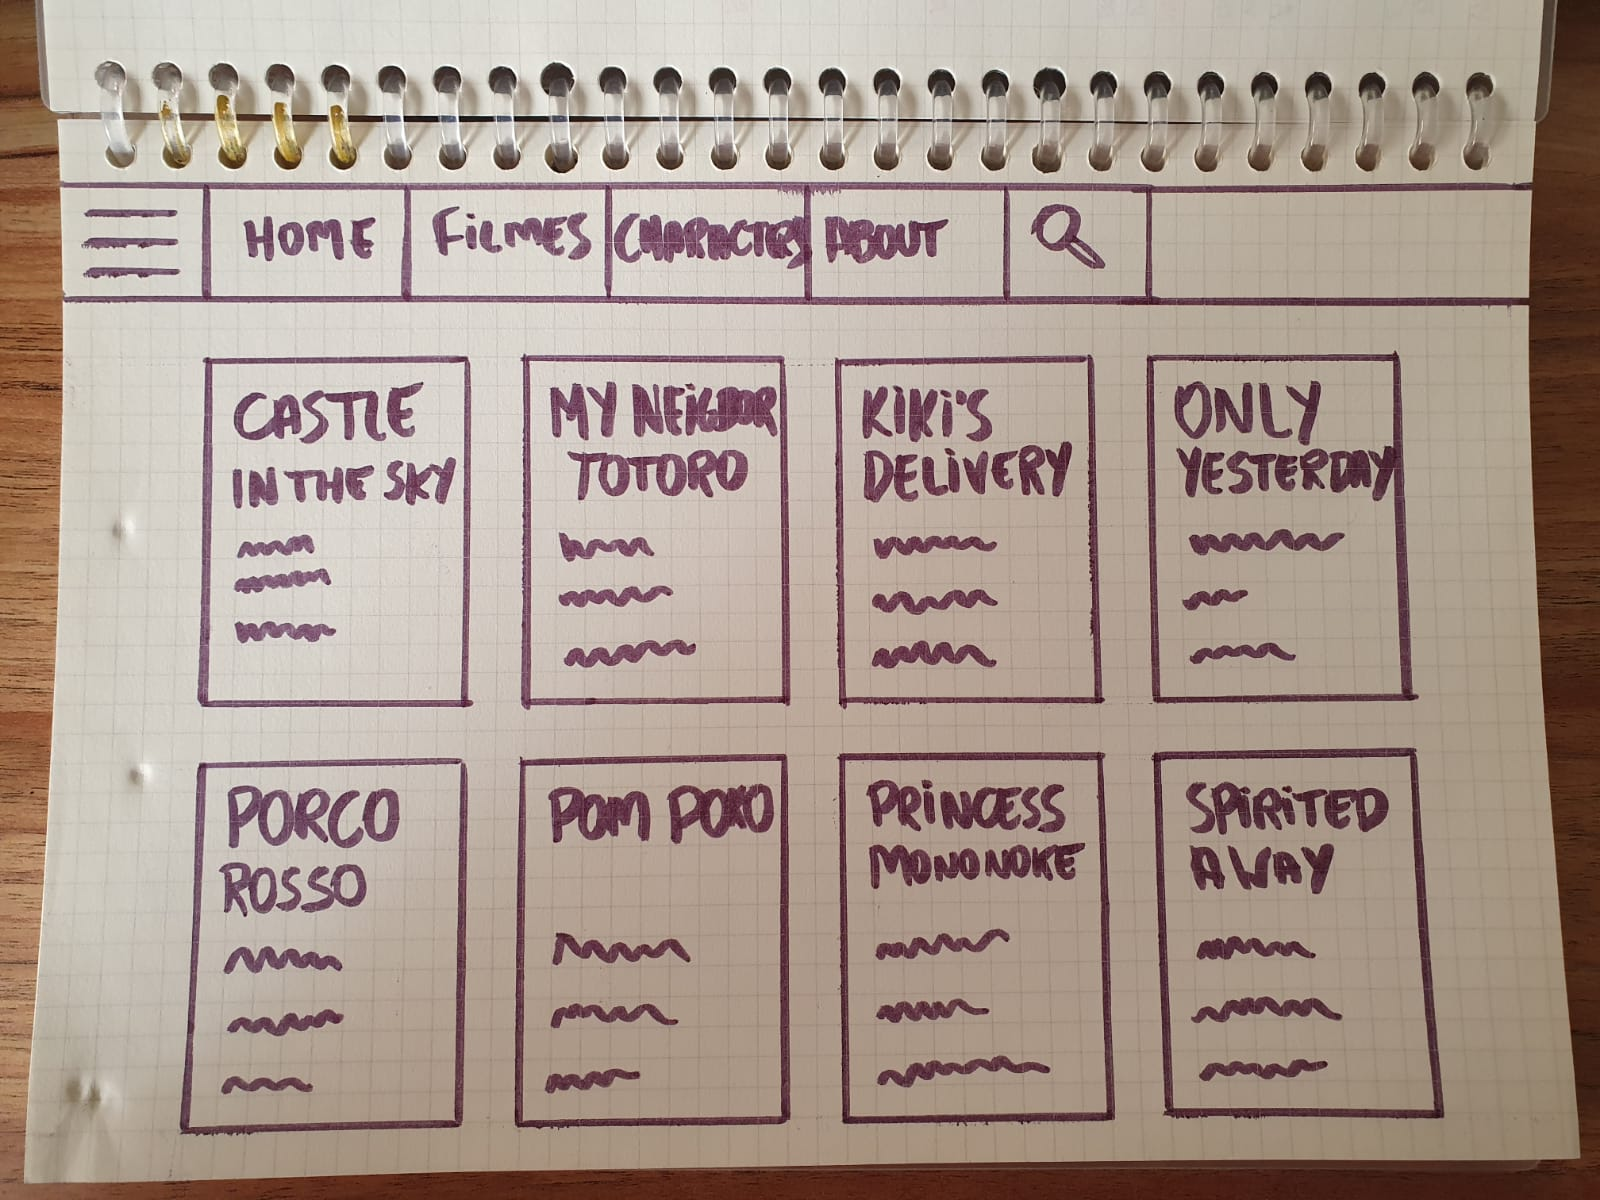 HOME FiLMES CHARACTERS ABOUT
CASTLE
IN THE SKY
MY NEIGBOR
TOTORO
KiKi'S
DELiVERY
ONLY
YESTERDAY
PORCO
ROSSO
POM POKO
PRiNCESS
MONONOKE
SPiRiTED
AWAY